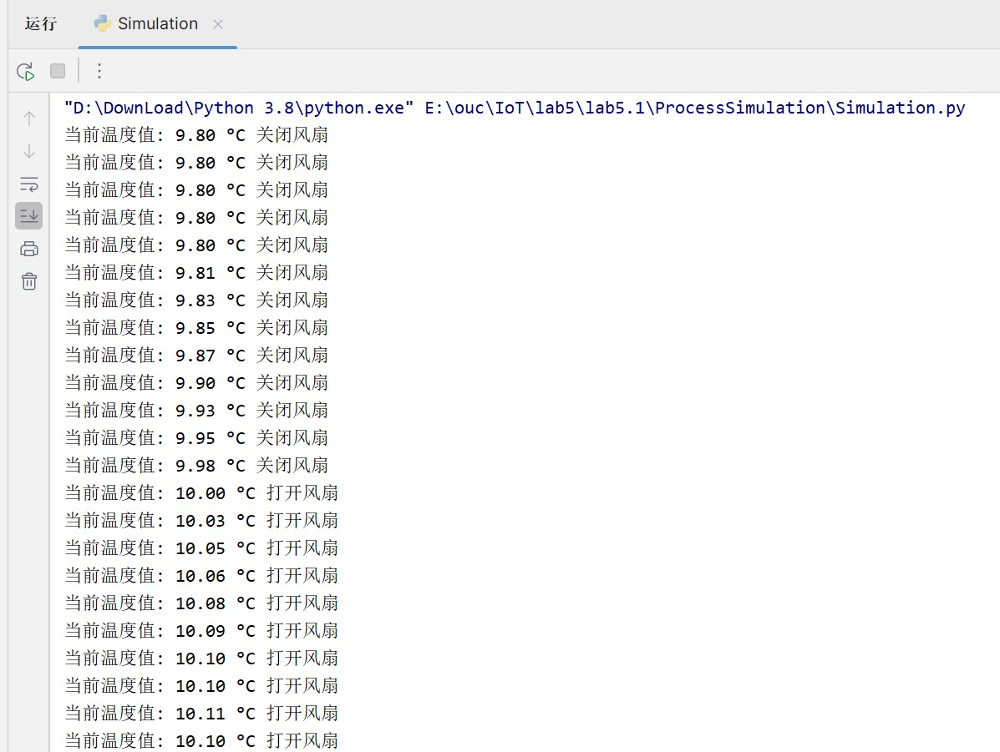 运行 Simulation
"D:\DownLoad\Python 3.8\python.exe" E:\ouc\IoT\lab5\lab5.1\ProcessSimulation\Simulation.py
当前温度值: 9.80 °C 关闭风扇
当前温度值: 9.80 °C 关闭风扇
当前温度值: 9.80 °C 关闭风扇
当前温度值: 9.80 °C 关闭风扇
当前温度值: 9.80 °C 关闭风扇
当前温度值: 9.81 °C 关闭风扇
当前温度值: 9.83 °C 关闭风扇
当前温度值: 9.85 °C 关闭风扇
当前温度值: 9.87 °C 关闭风扇
当前温度值: 9.90 °C 关闭风扇
当前温度值: 9.93 °C 关闭风扇
当前温度值: 9.95 °C 关闭风扇
当前温度值: 9.98 °C 关闭风扇
当前温度值: 10.00 °C 打开风扇
当前温度值: 10.03 °C 打开风扇
当前温度值: 10.05 °C 打开风扇
当前温度值: 10.06 °C 打开风扇
当前温度值: 10.08 °C 打开风扇
当前温度值: 10.09 °C 打开风扇
当前温度值: 10.10 °C 打开风扇
当前温度值: 10.10 °C 打开风扇
当前温度值: 10.11 °C 打开风扇
当前温度值: 10.10 °C 打开风扇